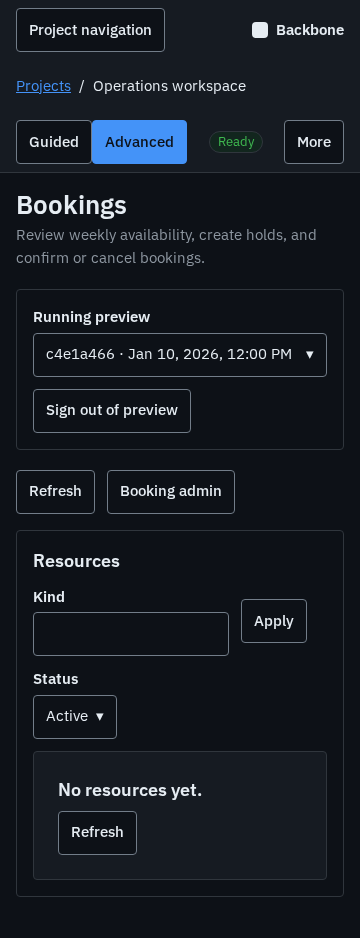 Project navigation
Backbone
Projects / Operations workspace
Guided
Advanced
Ready
More
Bookings
Review weekly availability, create holds, and
confirm or cancel bookings.
Running preview
c4e1a466 · Jan 10, 2026, 12:00 PM ▾
Sign out of preview
Refresh
Booking admin
Resources
Kind
Apply
Status
Active ▾
No resources yet.
Refresh